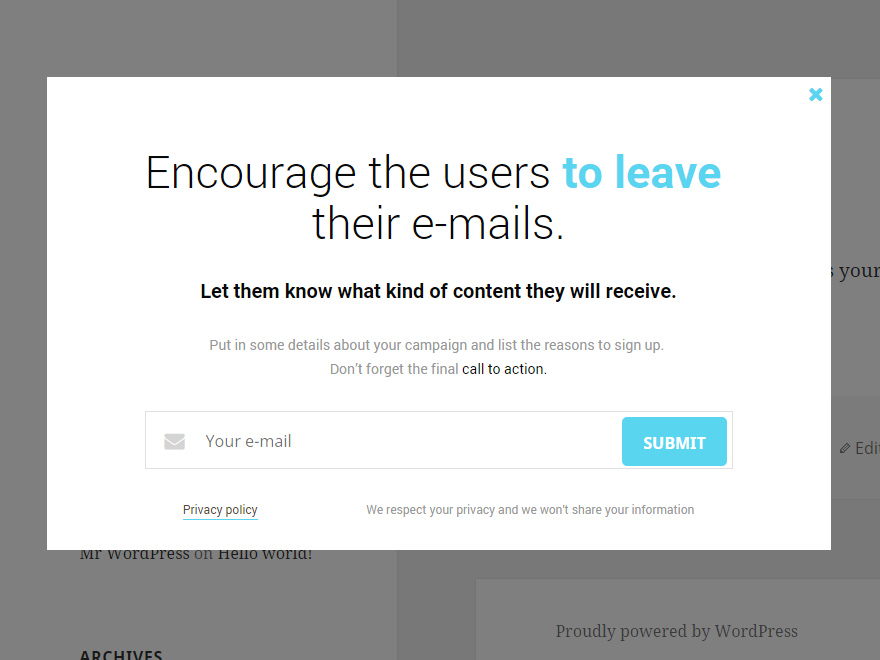 Encourage the users to leave
their e-mails.
Let them know what kind of content they will receive.
Put in some details about your campaign and list the reasons to sign up.
Don't forget the final call to action.
Your e-mail
SUBMIT
Privacy policy
We respect your privacy and we won't share your information
your
Edit
Mr WordPress on Hello world!
Proudly powered by WordPress
ARCHIVES